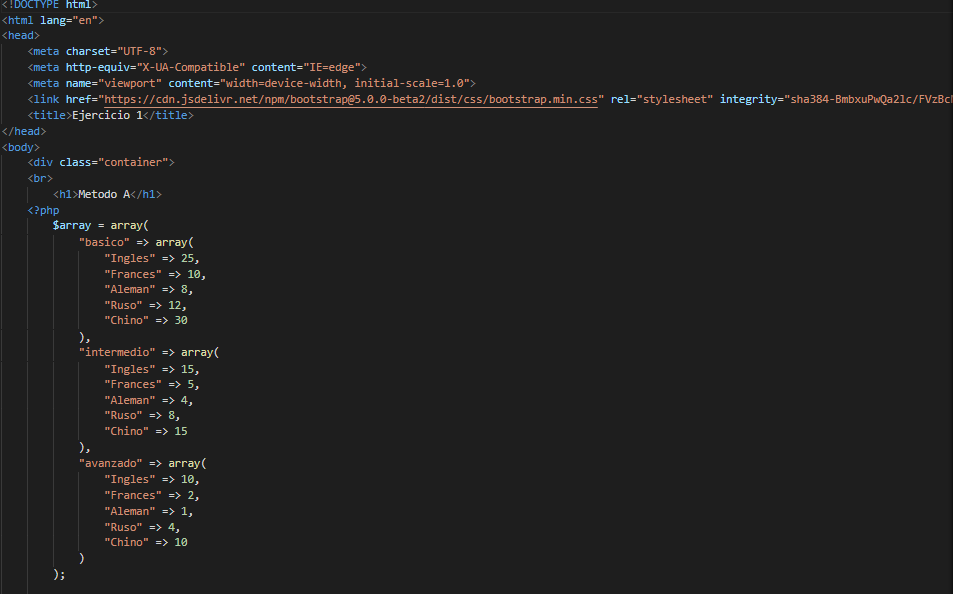 <!DOCTYPE html>
<html lang="en">
<head>
    <meta charset="UTF-8">
    <meta http-equiv="X-UA-Compatible" content="IE=edge">
    <meta name="viewport" content="width=device-width, initial-scale=1.0">
    <link href="https://cdn.jsdelivr.net/npm/bootstrap@5.0.0-beta2/dist/css/bootstrap.min.css" rel="stylesheet" integrity="sha384-BmbxuPwQa2lc/FVzBc
    <title>Ejercicio 1</title>
</head>
<body>
    <div class="container">
    <br>
        <h1>Metodo A</h1>
    <?php
        $array = array(
            "basico" => array(
                "Ingles" => 25,
                "Frances" => 10,
                "Aleman" => 8,
                "Ruso" => 12,
                "Chino" => 30
            ),
            "intermedio" => array(
                "Ingles" => 15,
                "Frances" => 5,
                "Aleman" => 4,
                "Ruso" => 8,
                "Chino" => 15
            ),
            "avanzado" => array(
                "Ingles" => 10,
                "Frances" => 2,
                "Aleman" => 1,
                "Ruso" => 4,
                "Chino" => 10
            )
        );